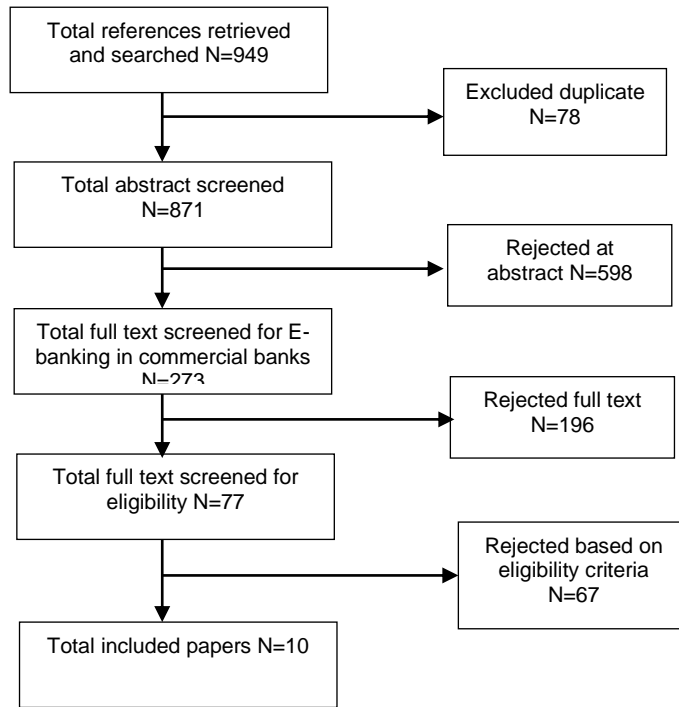 Total references retrieved
and searched N=949
Excluded duplicate
N=78
Total abstract screened
N=871
Rejected at
abstract N=598
Total full text screened for E-
banking in commercial banks
N=273
Rejected full text
N=196
Total full text screened for
eligibility N=77
Rejected based on
eligibility criteria
N=67
Total included papers N=10